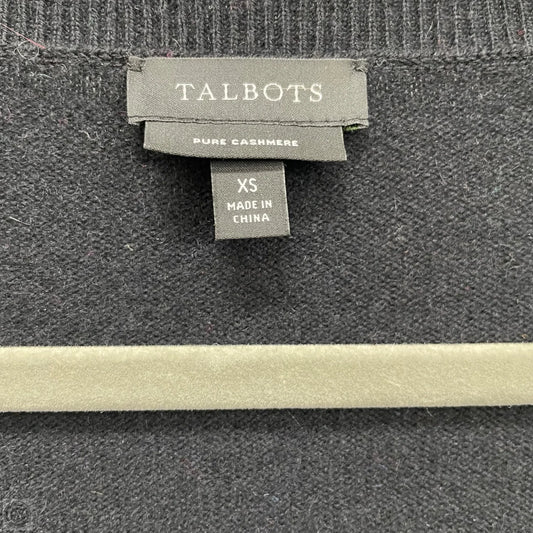 TALBOTS
PURE CASHMERE
XS
MADE IN
CHINA